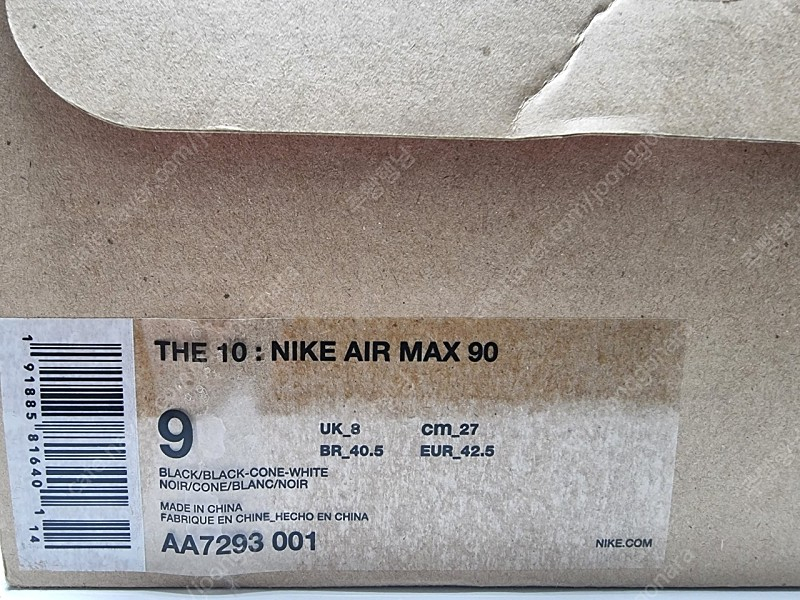 THE 10 : NIKE AIR MAX 90
9
UK_8 cm_27
BR_40.5 EUR_42.5
BLACK/BLACK-CONE-WHITE
NOIR/CONE/BLANC/NOIR
MADE IN CHINA
FABRIQUE EN CHINE_HECHO EN CHINA
AA7293 001
NIKE.COM
1 91885 81640 1 14